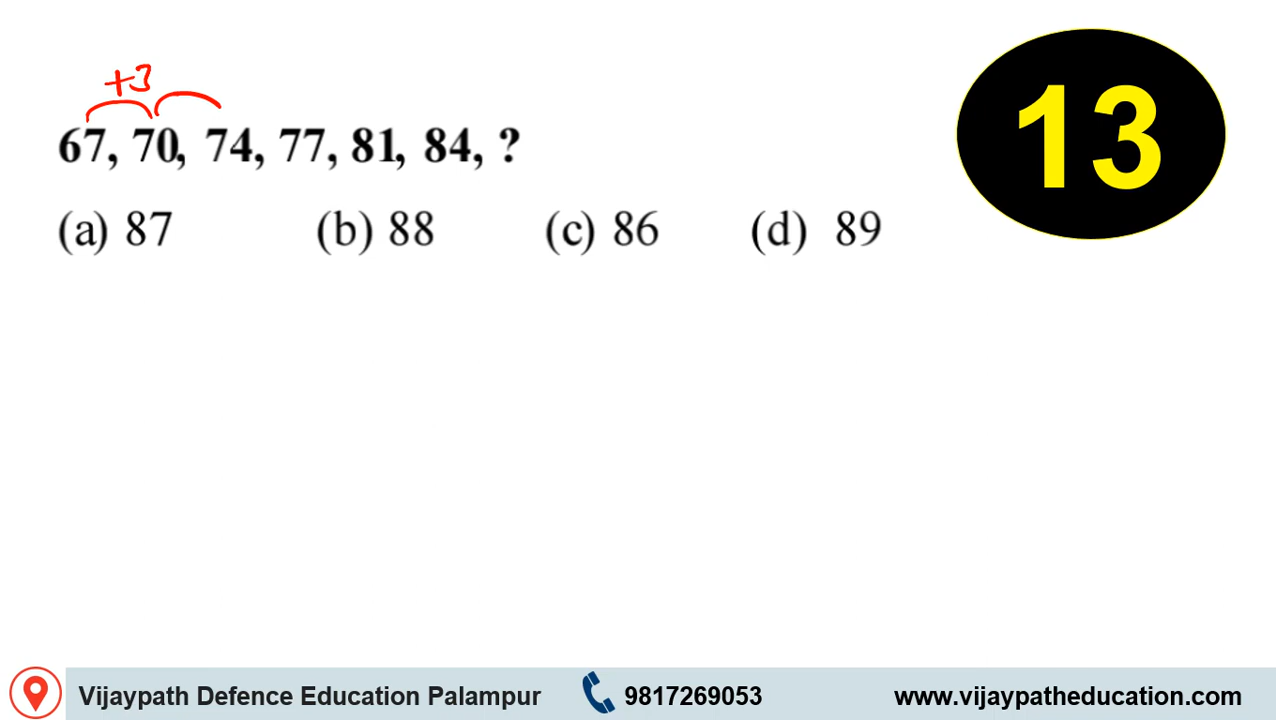 +3
13
67, 70, 74, 77, 81, 84, ?
(a) 87 (b) 88 (c) 86 (d) 89
Vijaypath Defence Education Palampur 9817269053 www.vijaypatheducation.com